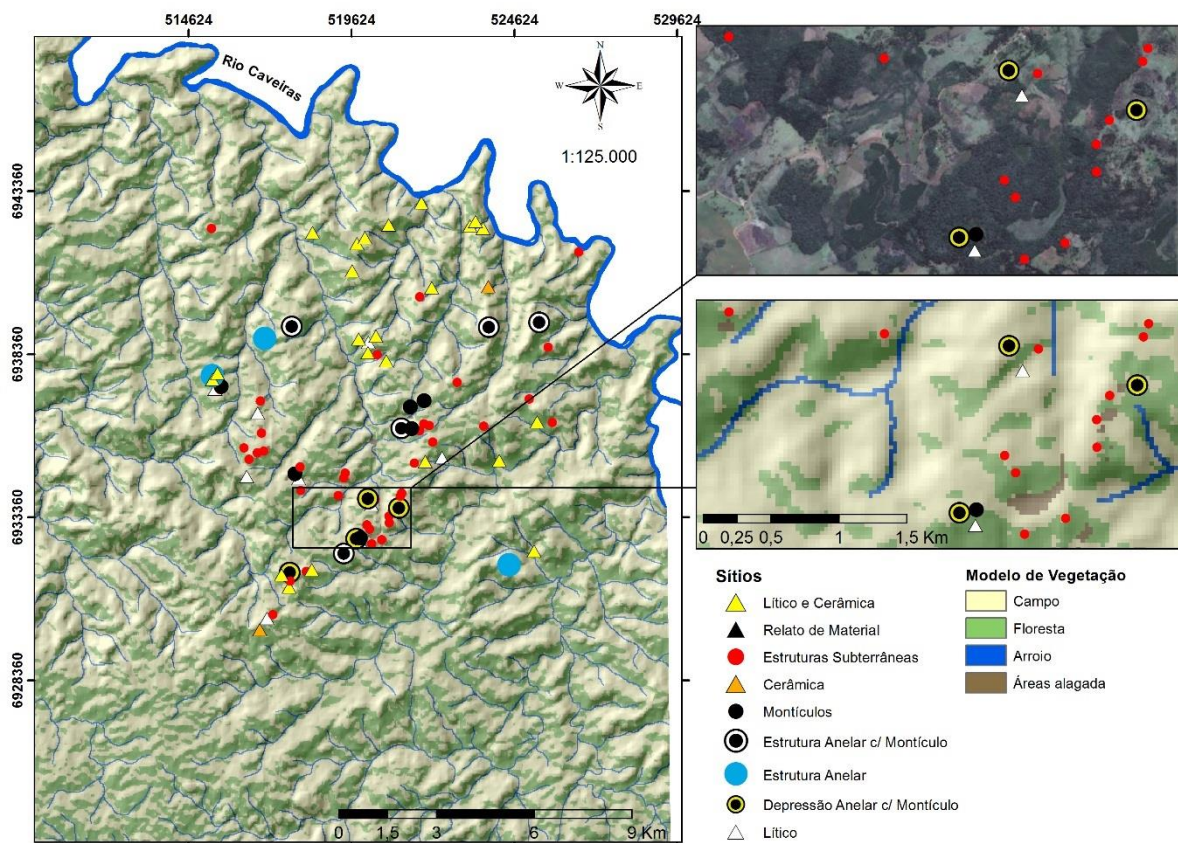 514624
519624
524624
529624
Rio Caveiras
N
W
E
S
1:125.000
6943360
6938360
6933360
6928360
0
1,5
3
6
9 Km
0
0,25
0,5
1
1,5 Km
Sítios
Lítico e Cerâmica
Relato de Material
Estruturas Subterrâneas
Cerâmica
Montículos
Estrutura Anelar c/ Montículo
Estrutura Anelar
Depressão Anelar c/ Montículo
Lítico
Modelo de Vegetação
Campo
Floresta
Arroio
Áreas alagada